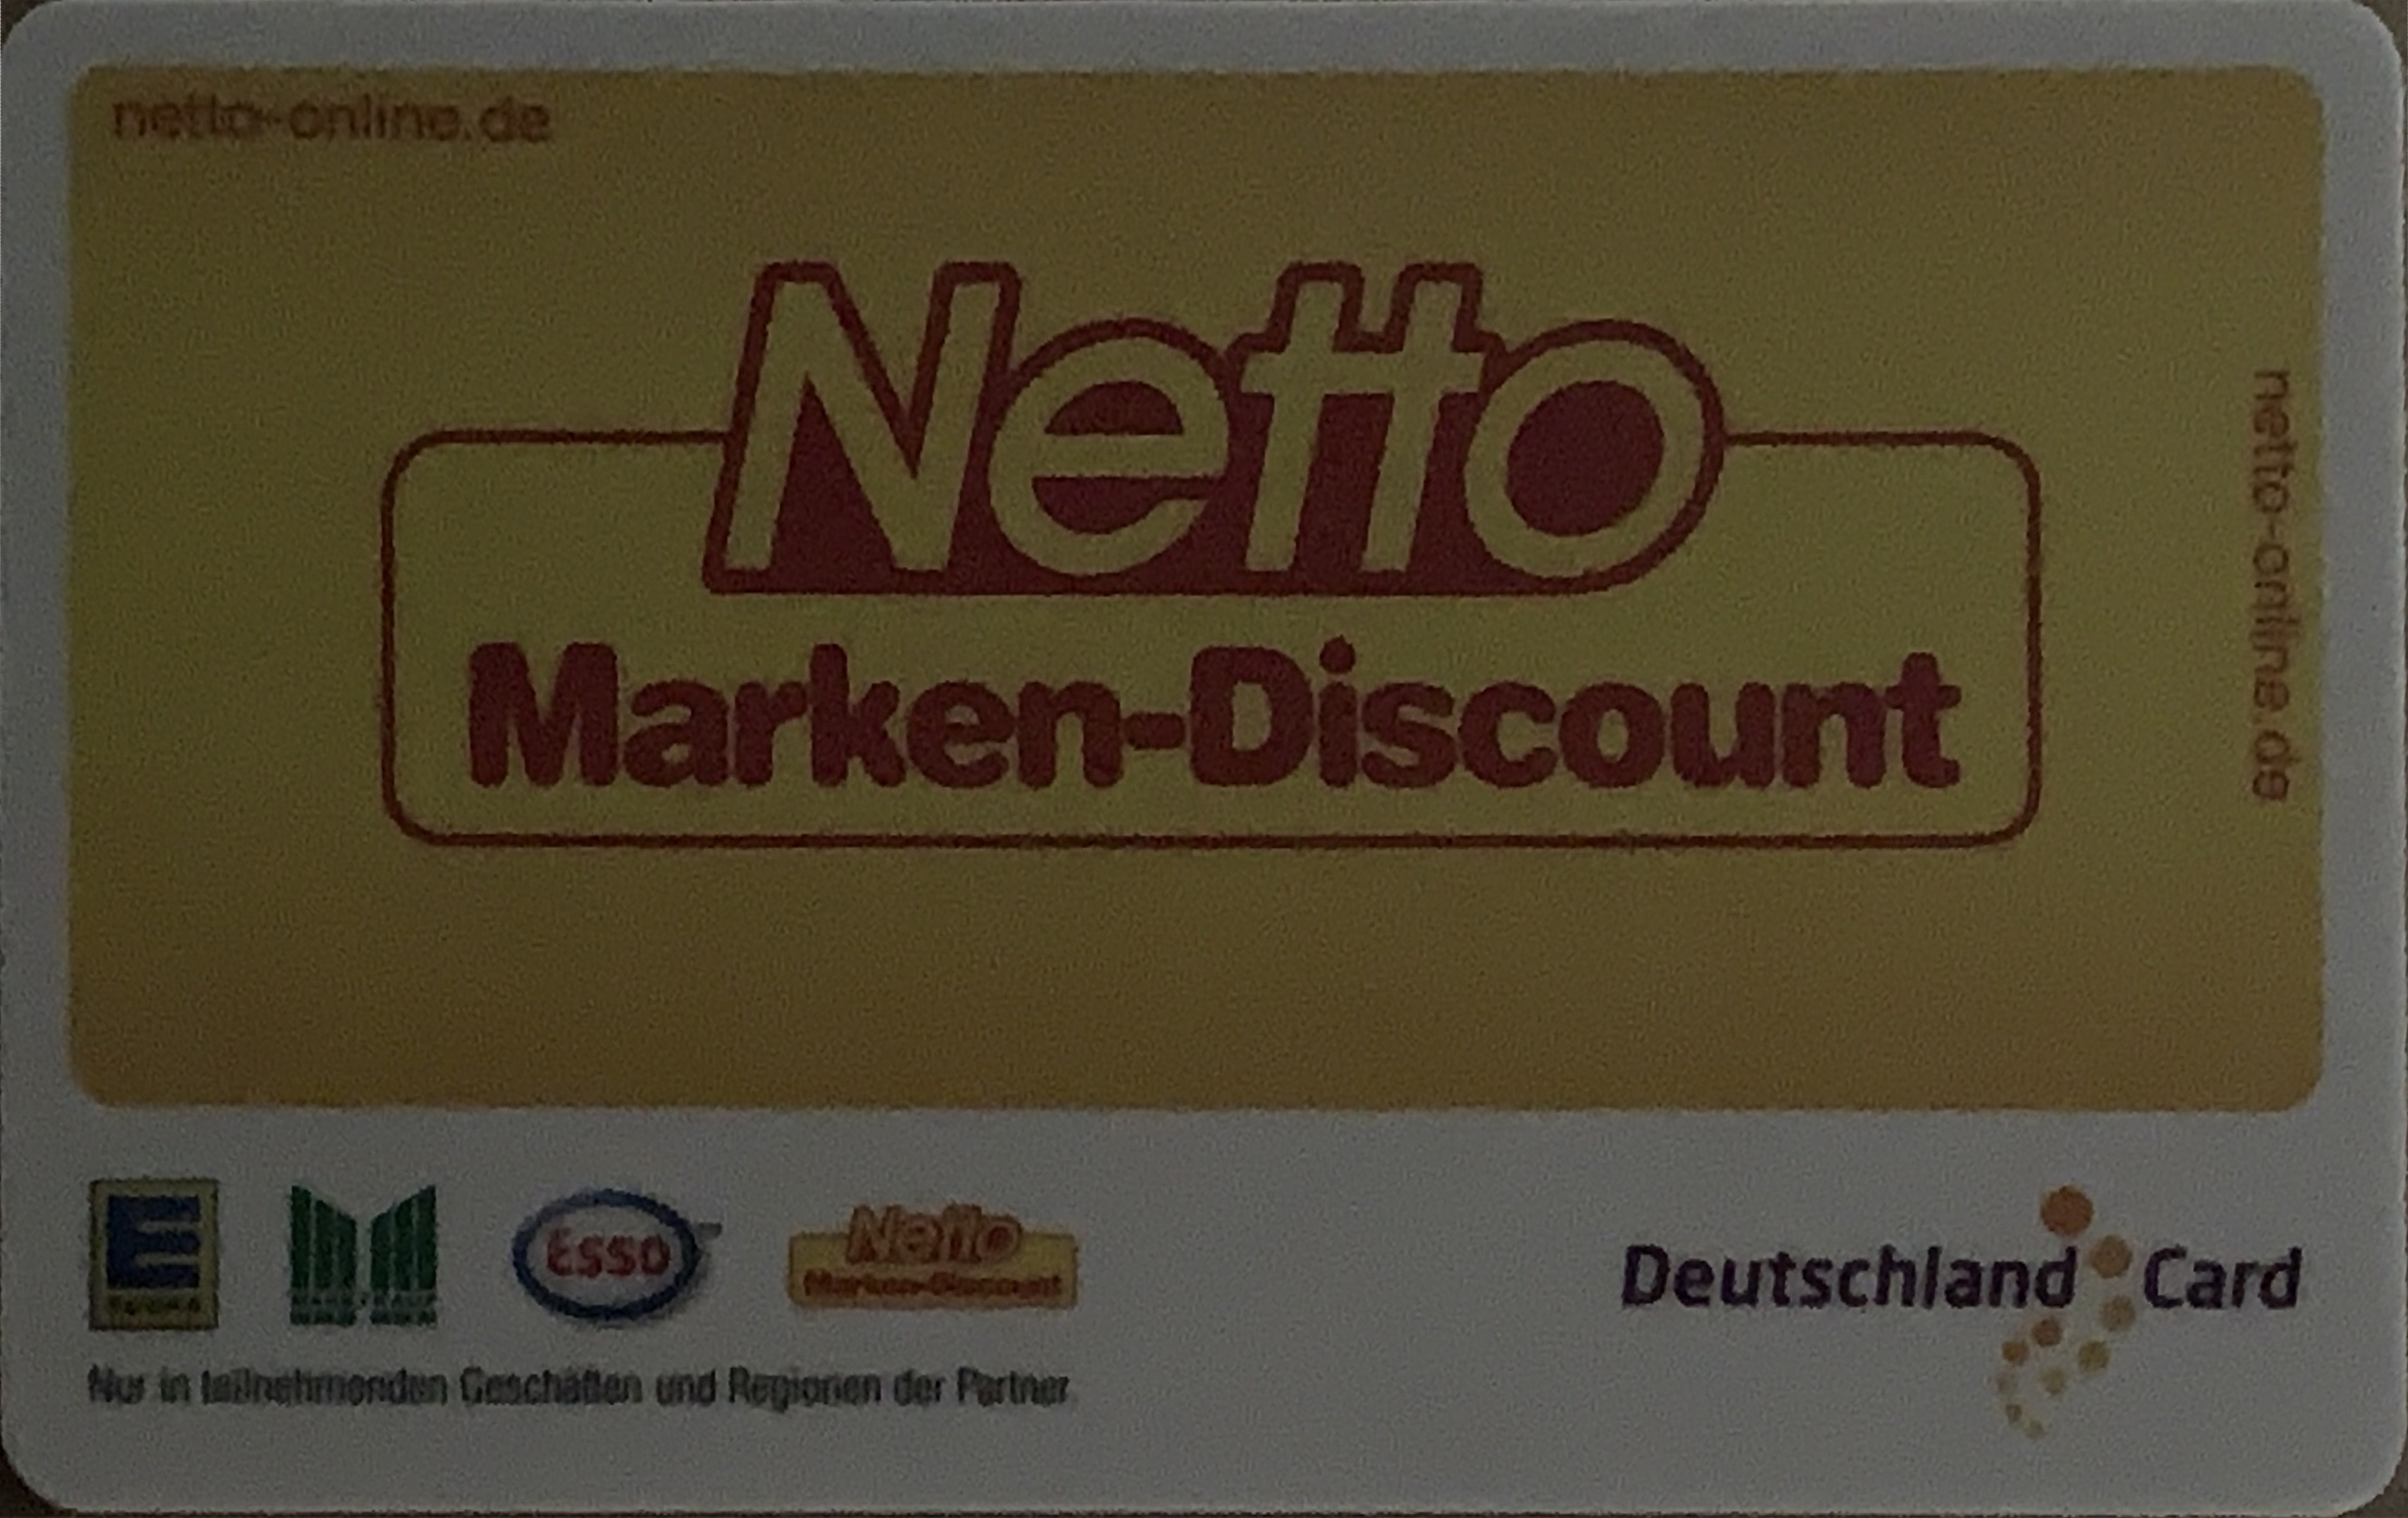 netto-online.de
Netto
Marken-Discount
netto-online.de
EDEKA
Esso
Netto
Marken-Discount
Deutschland Card
Nur in teilnehmenden Geschäften und Regionen der Partner